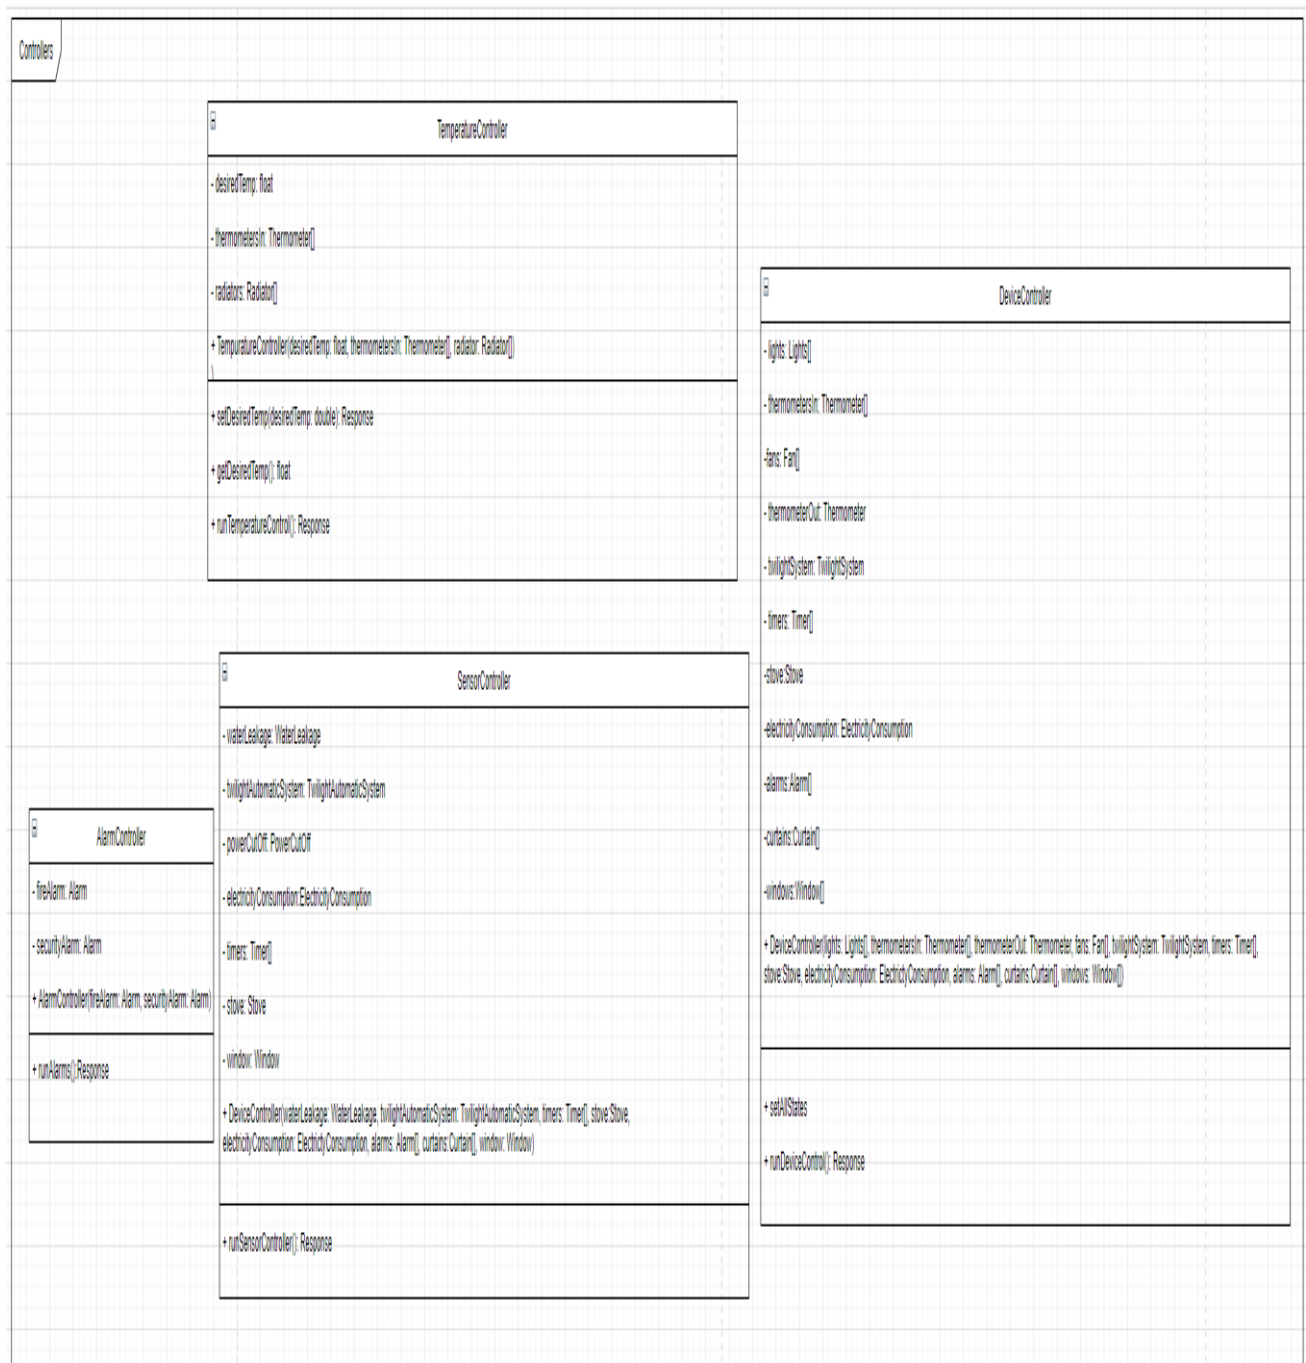 Controllers
TemperatureController
- desiredTemp: float
- thermometersIn: Thermometer[]
- radiators: Radiator[]
+ TempuratureController(desiredTemp: float, thermometersIn: Thermometer[], radiator: Radiator[])
)
+ setDesiredTemp(desiredTemp: double): Response
+ getDesiredTemp(): float
+ runTemperatureControl(): Response
DeviceController
- lights: Lights[]
- thermometersIn: Thermometer[]
-fans: Fan[]
- thermometerOut: Thermometer
- twilightSystem: TwilightSystem
- timers: Timer[]
-stove:Stove
-electricityConsumption: ElectricityConsumption
-alarms:Alarm[]
-curtains:Curtain[]
-windows:Window[]
+ DeviceController(lights: Lights[], thermometersIn: Thermometer[], thermometerOut: Thermometer, fans: Fan[], twilightSystem: TwilightSystem, timers: Timer[],
stove:Stove, electricityConsumption: ElectrictyConsumption, alarms: Alarm[], curtains:Curtain[], windows: Window[])
+ setAllStates
+ runDeviceControl(): Response
SensorController
- waterLeakage: WaterLeakage
- twilightAutomaticSystem: TwilightAutomaticSystem
- powerCutOff: PowerCutOff
- electricityConsumption:ElectricityConsumption
- timers: Timer[]
- stove: Stove
- window: Window
+ DeviceController(waterLeakage: WaterLeakage, twilightAutomaticSystem: TwilightAutomaticSystem, timers: Timer[], stove:Stove,
electricityConsumption: ElectrictyConsumption, alarms: Alarm[], curtains:Curtain[], window: Window)
+ runSensorController(): Response
AlarmController
- fireAlarm: Alarm
- securityAlarm: Alarm
+ AlarmController(fireAlarm: Alarm, securityAlarm: Alarm)
+ runAlarms():Response